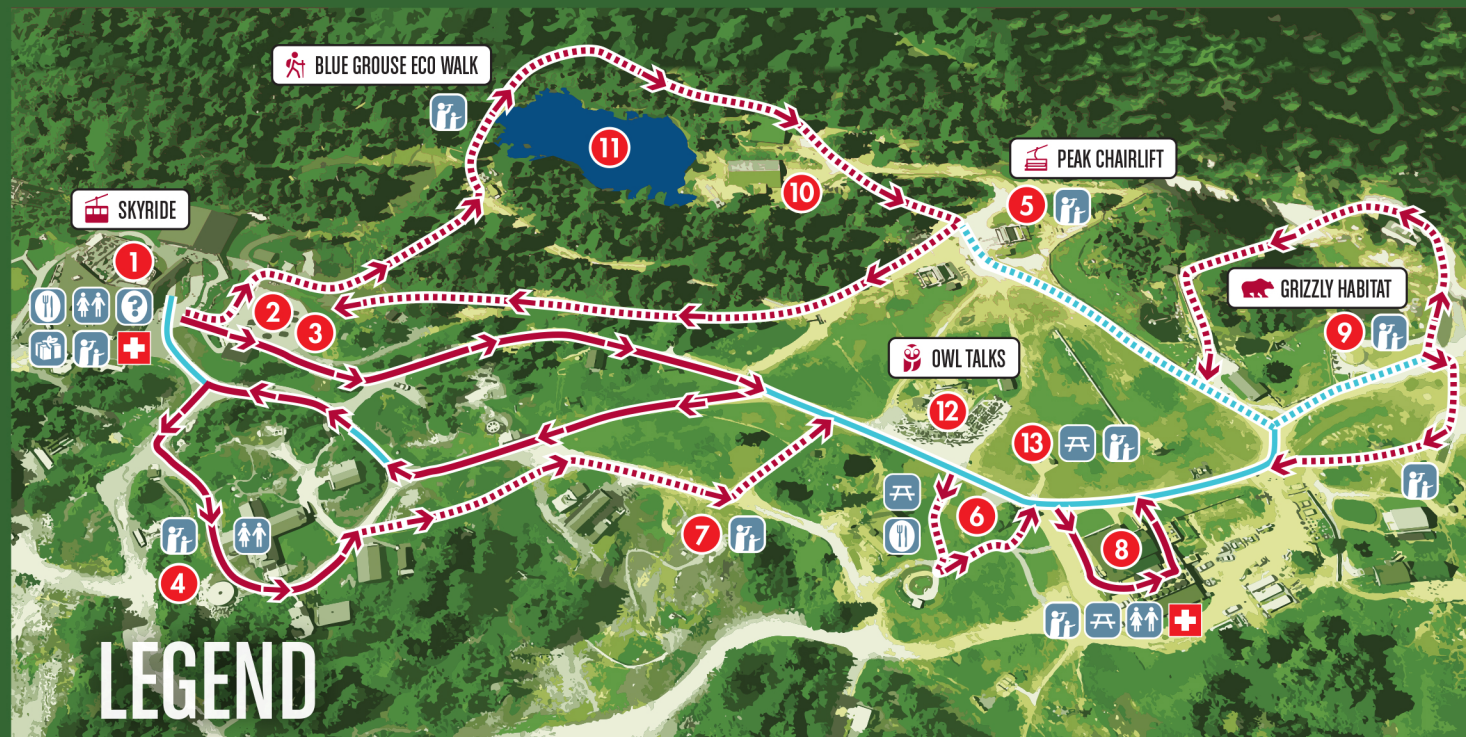 BLUE GROUSE ECO WALK
11
PEAK CHAIRLIFT
10
5
SKYRIDE
1
?
2
3
GRIZZLY HABITAT
9
OWL TALKS
12
13
6
7
8
4
LEGEND